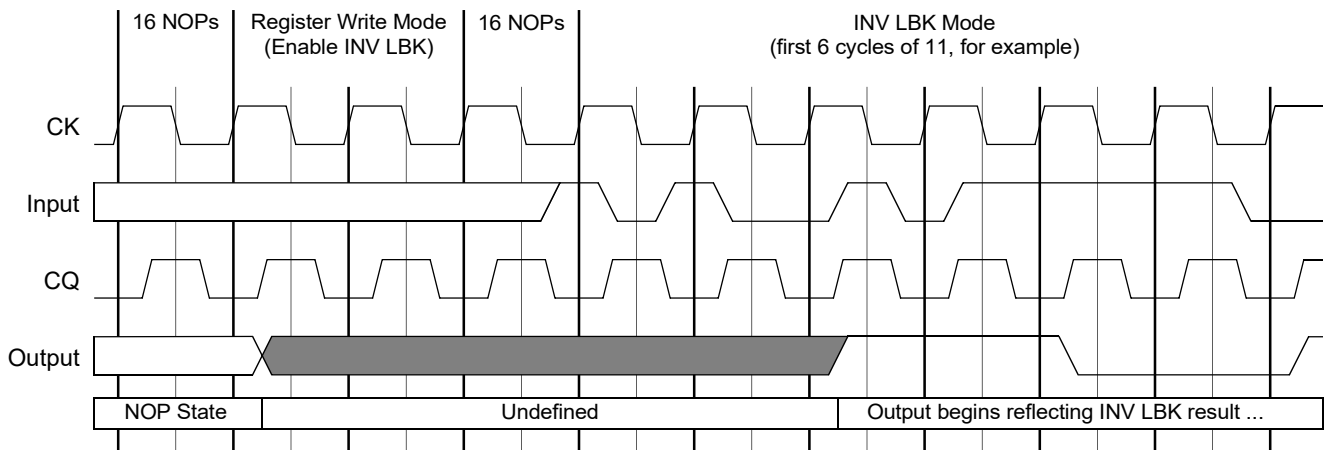 16 NOPs
Register Write Mode
(Enable INV LBK)
16 NOPs
INV LBK Mode
(first 6 cycles of 11, for example)
CK
Input
CQ
Output
NOP State
Undefined
Output begins reflecting INV LBK result ...